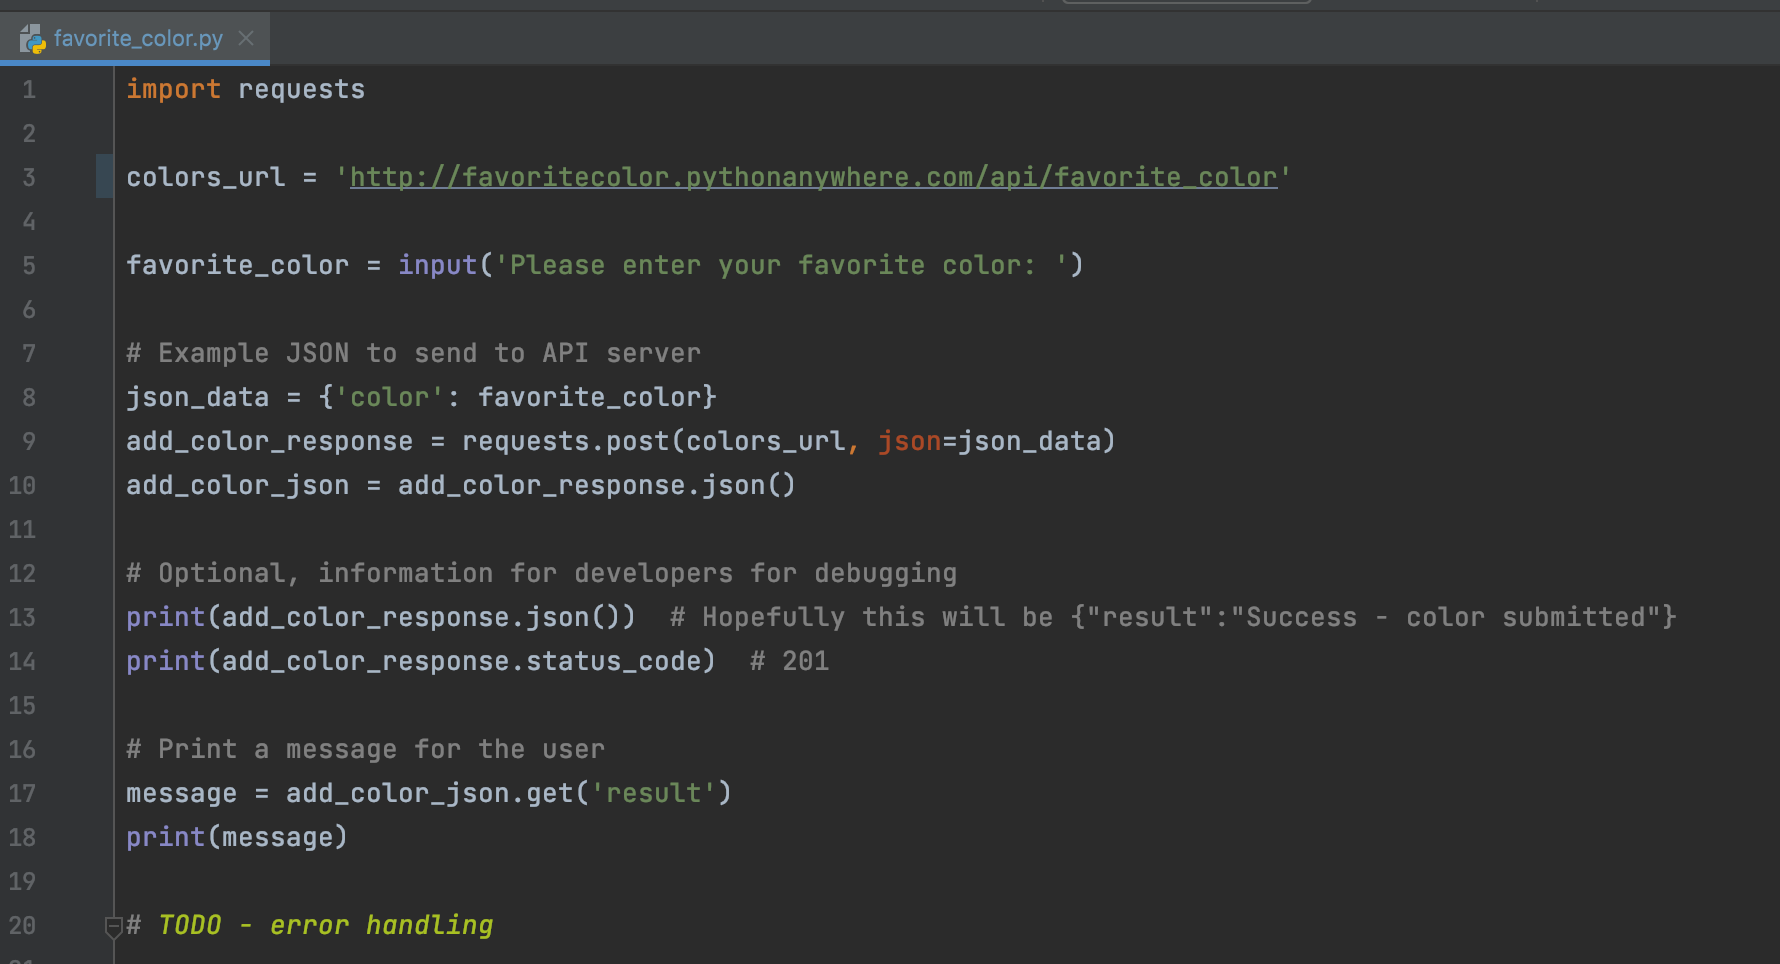 favorite_color.py
1 import requests
2
3 colors_url = 'http://favoritecolor.pythonanywhere.com/api/favorite_color'
4
5 favorite_color = input('Please enter your favorite color: ')
6
7 # Example JSON to send to API server
8 json_data = {'color': favorite_color}
9 add_color_response = requests.post(colors_url, json=json_data)
10 add_color_json = add_color_response.json()
11
12 # Optional, information for developers for debugging
13 print(add_color_response.json())  # Hopefully this will be {"result":"Success - color submitted"}
14 print(add_color_response.status_code)  # 201
15
16 # Print a message for the user
17 message = add_color_json.get('result')
18 print(message)
19
20 # TODO - error handling